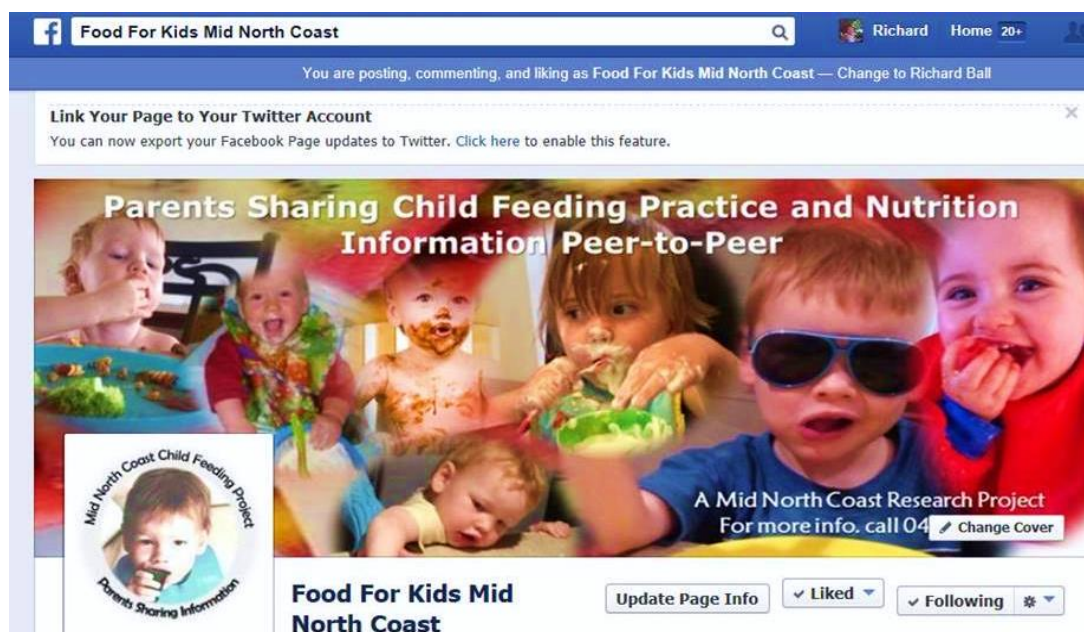 f
Food For Kids Mid North Coast
Richard
Home 20+
You are posting, commenting, and liking as Food For Kids Mid North Coast — Change to Richard Ball
Link Your Page to Your Twitter Account
You can now export your Facebook Page updates to Twitter. Click here to enable this feature.
Parents Sharing Child Feeding Practice and Nutrition
Information Peer-to-Peer
A Mid North Coast Research Project
For more info. call 04
Change Cover
Mid North Coast Child Feeding Project
Parents Sharing Information
Food For Kids Mid
North Coast
Update Page Info
Liked
Following